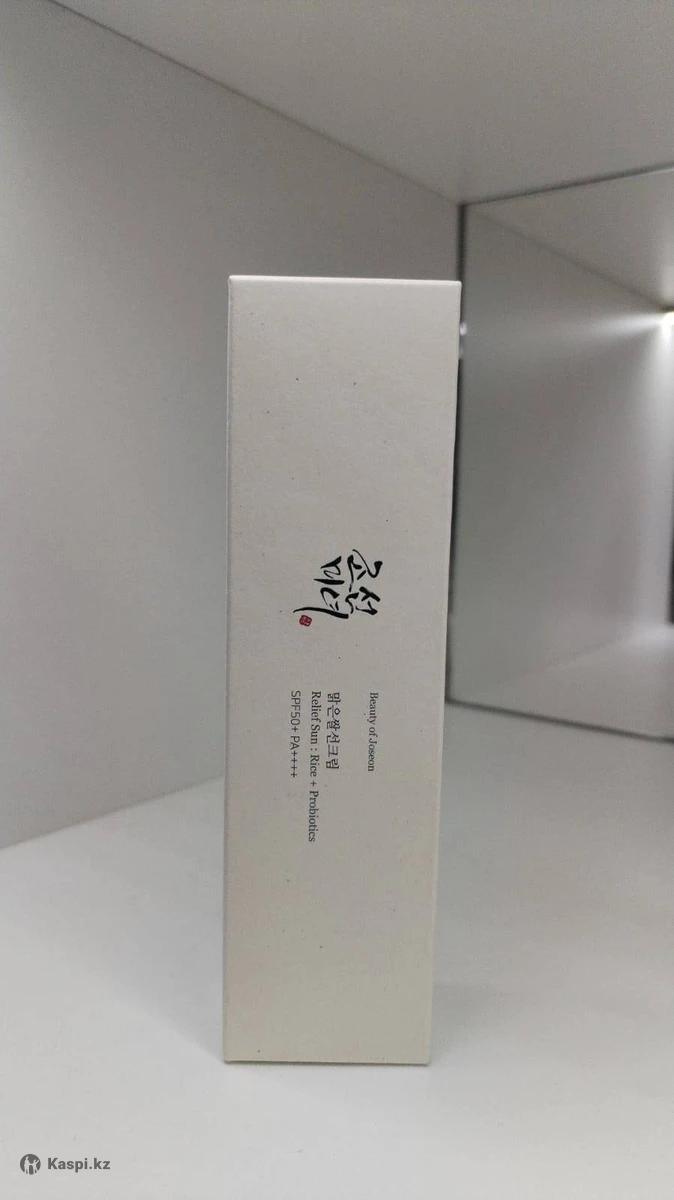 조선
미녀
Beauty of Joseon
맑은쌀선크림
Relief Sun : Rice + Probiotics
SPF50+ PA++++
Kaspi.kz